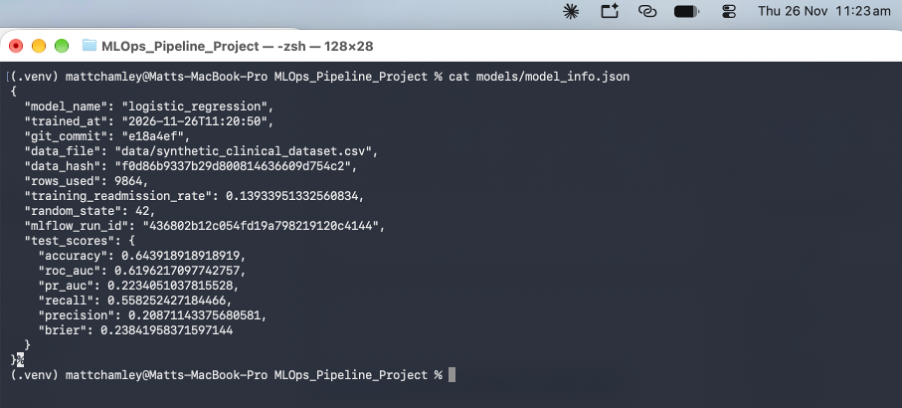 Thu 26 Nov 11:23 am
MLOps_Pipeline_Project — -zsh — 128×28
[(.venv) mattchamley@Matts-MacBook-Pro MLOps_Pipeline_Project % cat models/model_info.json
{
  "model_name": "logistic_regression",
  "trained_at": "2026-11-26T11:20:50",
  "git_commit": "e18a4ef",
  "data_file": "data/synthetic_clinical_dataset.csv",
  "data_hash": "f0d86b9337b29d800814636609d754c2",
  "rows_used": 9864,
  "training_readmission_rate": 0.13933951332560834,
  "random_state": 42,
  "mlflow_run_id": "436802b12c054fd19a798219120c4144",
  "test_scores": {
    "accuracy": 0.643918918918919,
    "roc_auc": 0.6196217097742757,
    "pr_auc": 0.2234051037815528,
    "recall": 0.558252427184466,
    "precision": 0.20871143375680581,
    "brier": 0.23841958371597144
  }
}%
(.venv) mattchamley@Matts-MacBook-Pro MLOps_Pipeline_Project %